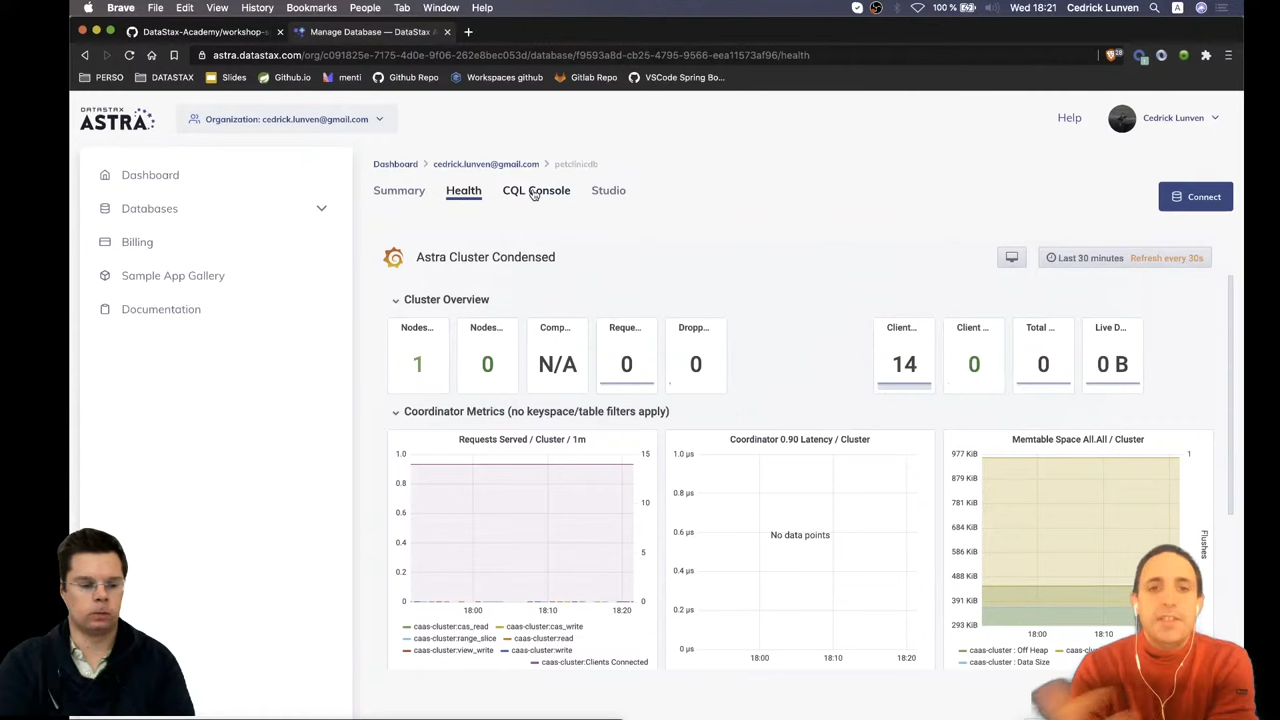 Brave File Edit View History Bookmarks People Tab Window Help 100% Wed 18:21 Cedrick Lunven A
DataStax-Academy/workshop-s × Manage Database — DataStax A × +
astra.datastax.com/org/c091825e-7175-4d0e-9f06-262e8bec053d/database/f9593a8d-cb25-4795-9566-eea11573af96/health 28
PERSO DATASTAX Slides Github.io menti Github Repo Workspaces github Gitlab Repo VSCode Spring Bo...
DATASTAX
ASTRA
Organization: cedrick.lunven@gmail.com
Help
Cedrick Lunven
Dashboard
Databases
Billing
Sample App Gallery
Documentation
Dashboard > cedrick.lunven@gmail.com > petclinicdb
Summary Health CQL Console Studio
Connect
Astra Cluster Condensed
Last 30 minutes Refresh every 30s
Cluster Overview
Nodes... Nodes... Comp... Reque... Dropp... Client... Client ... Total ... Live D...
1 0 N/A 0 0 14 0 0 0 B
Coordinator Metrics (no keyspace/table filters apply)
Requests Served / Cluster / 1m
1.0 15
0.8
10
0.6
0.4
5
0.2
0 0
18:00 18:10 18:20
caas-cluster:cas_read caas-cluster:cas_write
caas-cluster:range_slice caas-cluster:read
caas-cluster:view_write caas-cluster:write
caas-cluster:Clients Connected
Coordinator 0.90 Latency / Cluster
1.0 µs
0.8 µs
0.6 µs
No data points
0.4 µs
0.2 µs
0 µs
18:00 18:10 18:20
Memtable Space All.All / Cluster
977 KiB 1
879 KiB
781 KiB
684 KiB
586 KiB
488 KiB
391 KiB
293 KiB
Flushes
18:00 18:10
caas-cluster : Off Heap
caas-cluster : Data Size